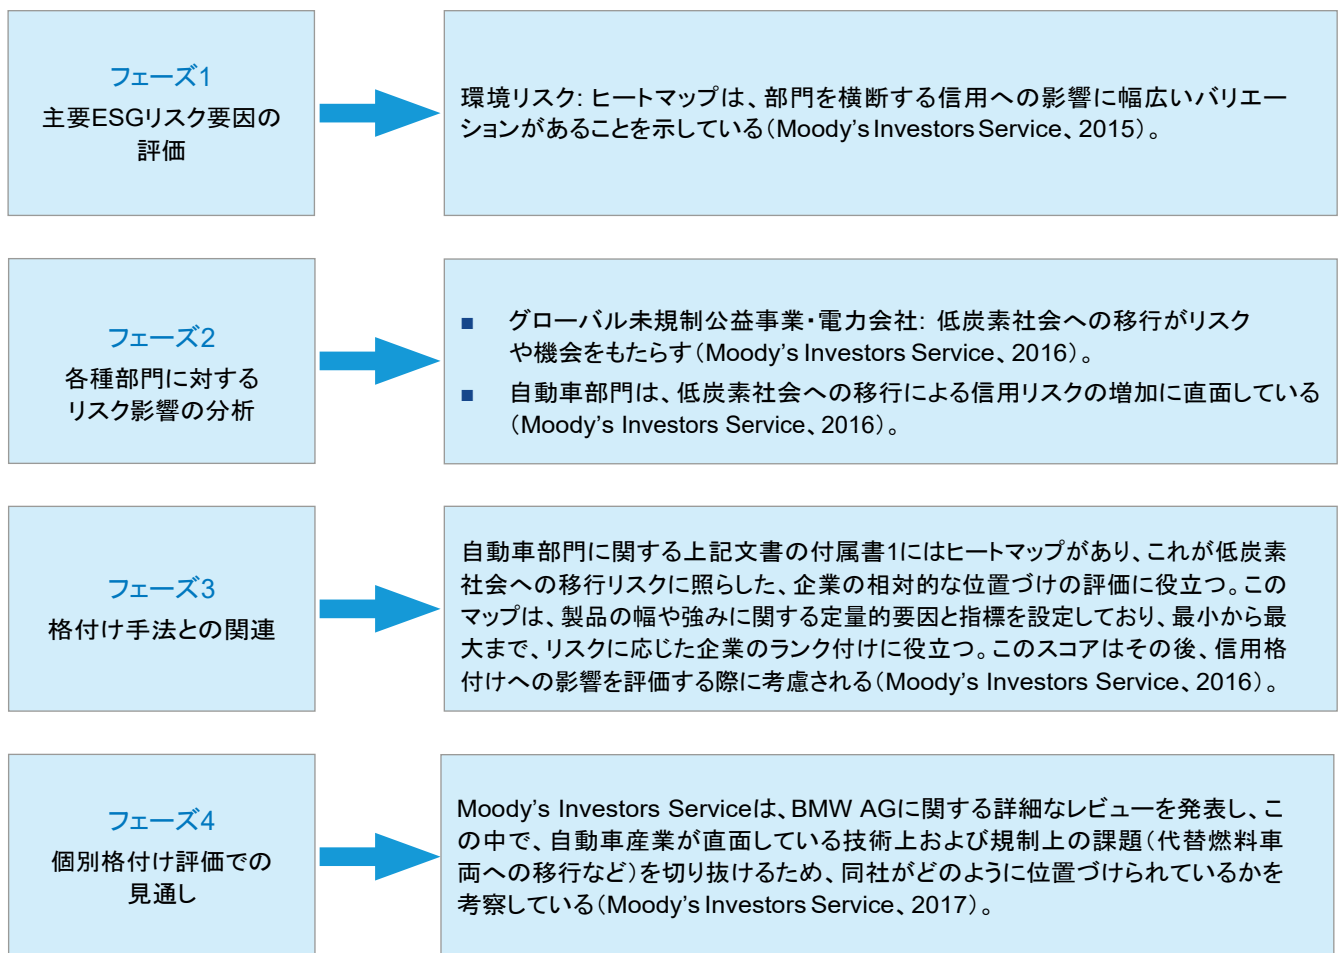 フェーズ1
主要ESGリスク要因の
評価
環境リスク: ヒートマップは、部門を横断する信用への影響に幅広いバリエー
ションがあることを示している（Moody's Investors Service、2015）。
フェーズ2
各種部門に対する
リスク影響の分析
■ グローバル未規制公益事業・電力会社: 低炭素社会への移行がリスク
や機会をもたらす（Moody's Investors Service、2016）。
■ 自動車部門は、低炭素社会への移行による信用リスクの増加に直面している
（Moody's Investors Service、2016）。
フェーズ3
格付け手法との関連
自動車部門に関する上記文書の付属書1にはヒートマップがあり、これが低炭素
社会への移行リスクに照らした、企業の相対的な位置づけの評価に役立つ。この
マップは、製品の幅や強みに関する定量的要因と指標を設定しており、最小から最
大まで、リスクに応じた企業のランク付けに役立つ。このスコアはその後、信用格
付けへの影響を評価する際に考慮される（Moody's Investors Service、2016）。
フェーズ4
個別格付け評価での
見通し
Moody's Investors Serviceは、BMW AGに関する詳細なレビューを発表し、こ
の中で、自動車産業が直面している技術上および規制上の課題（代替燃料車
両への移行など）を切り抜けるため、同社がどのように位置づけられているかを
考察している（Moody's Investors Service、2017）。